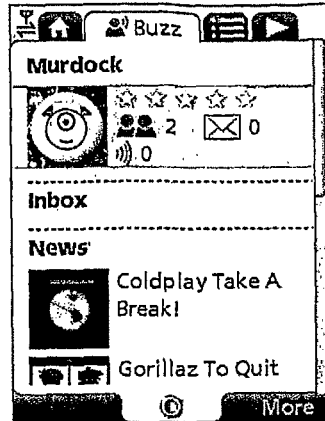 Buzz
Murdock
2
0
0
Inbox
News
Coldplay Take A
Break!
Gorillaz To Quit
More